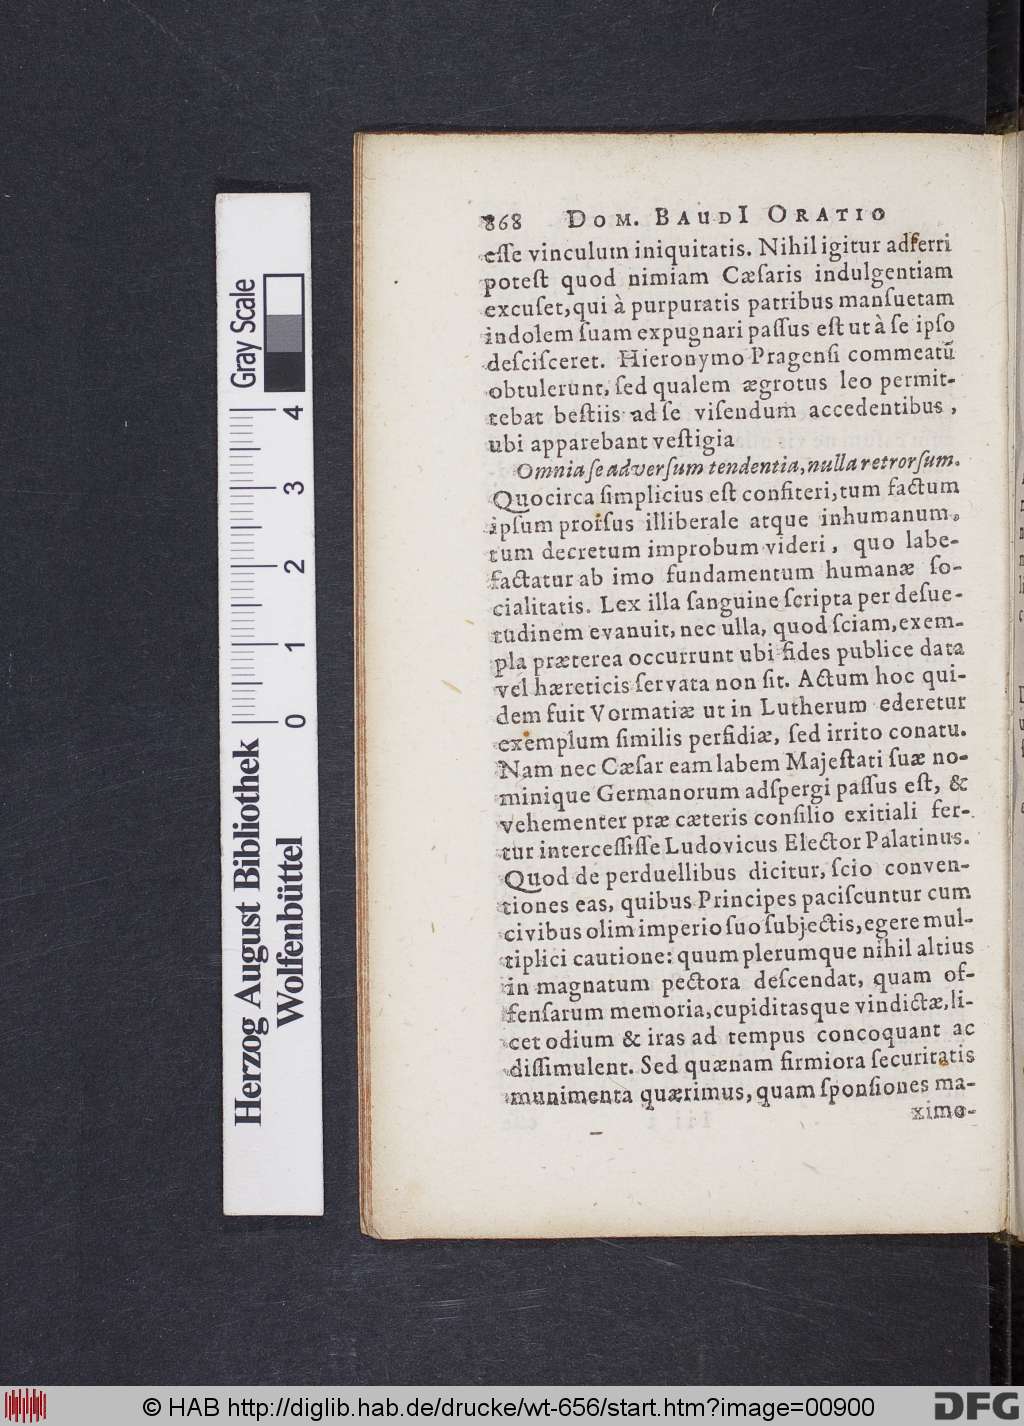 868 DOM. BAUDI ORATIO
eſſe vinculum iniquitatis. Nihil igitur adferri
poteſt quod nimiam Cæſaris indulgentiam
excuſet, qui à purpuratis patribus manſuetam
indolem ſuam expugnari paſſus eſt ut à ſe ipſo
deſciſceret. Hieronymo Pragenſi commeatū
obtulerunt, ſed qualem ægrotus leo permit-
tebat beſtiis ad ſe viſendum accedentibus,
ubi apparebant veſtigia
Omnia ſe adverſum tendentia, nulla retrorſum.
Quocirca ſimplicius eſt confiteri, tum factum
ipſum prorſus illiberale atque inhumanum,
tum decretum improbum videri, quo labe-
factatur ab imo fundamentum humanæ ſo-
cialitatis. Lex illa ſanguine ſcripta per deſue-
tudinem evanuit, nec ulla, quod ſciam, exem-
pla præterea occurrunt ubi fides publice data
vel hæreticis ſervata non ſit. Actum hoc qui-
dem fuit Vormatiæ ut in Lutherum ederetur
exemplum ſimilis perfidiæ, ſed irrito conatu.
Nam nec Cæſar eam labem Majeſtati ſuæ no-
minique Germanorum adſpergi paſſus eſt, &
vehementer præ cæteris conſilio exitiali fer-
tur interceſſiſſe Ludovicus Elector Palatinus.
Quod de perduellibus dicitur, ſcio conven-
tiones eas, quibus Principes paciſcuntur cum
civibus olim imperio ſuo ſubjectis, egere mul-
tiplici cautione: quum plerumque nihil altius
in magnatum pectora deſcendat, quam of-
fenſarum memoria, cupiditasque vindictæ, li-
cet odium & iras ad tempus concoquant ac
diſſimulent. Sed quænam firmiora ſecuritatis
munimenta quærimus, quam ſponſiones ma-
xime-
Gray Scale
4
3
2
1
0
Herzog August Bibliothek
Wolfenbüttel
© HAB http://diglib.hab.de/drucke/wt-656/start.htm?image=00900
DFG